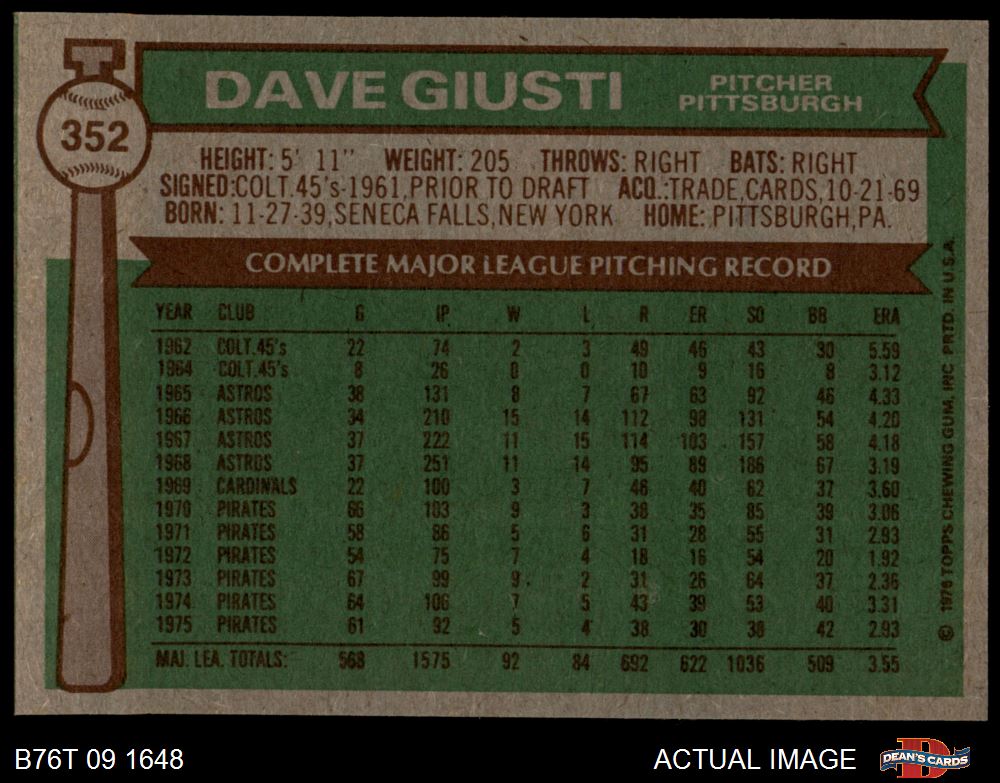 352
DAVE GIUSTI
PITCHER
PITTSBURGH
HEIGHT: 5' 11" WEIGHT: 205 THROWS: RIGHT BATS: RIGHT
SIGNED: COLT.45's-1961, PRIOR TO DRAFT ACQ.: TRADE, CARDS, 10-21-69
BORN: 11-27-39, SENECA FALLS, NEW YORK HOME: PITTSBURGH, PA.
COMPLETE MAJOR LEAGUE PITCHING RECORD
YEAR CLUB G IP W L R ER SO BB ERA
1962 COLT.45's 22 74 2 3 49 46 43 30 5.59
1964 COLT.45's 8 26 0 0 10 9 16 8 3.12
1965 ASTROS 38 131 8 7 67 63 92 46 4.33
1966 ASTROS 34 210 15 14 112 98 131 54 4.20
1967 ASTROS 37 222 11 15 114 103 157 58 4.18
1968 ASTROS 37 251 11 14 95 89 186 67 3.19
1969 CARDINALS 22 100 3 7 46 40 62 37 3.60
1970 PIRATES 66 103 9 3 38 35 85 39 3.06
1971 PIRATES 58 86 5 6 31 28 55 31 2.93
1972 PIRATES 54 75 7 4 18 16 54 20 1.92
1973 PIRATES 67 99 9 2 31 26 64 37 2.36
1974 PIRATES 64 106 7 5 43 39 53 40 3.31
1975 PIRATES 61 92 5 4 38 30 38 42 2.93
MAJ. LEA. TOTALS: 568 1575 92 84 692 622 1036 509 3.55
© 1976 TOPPS CHEWING GUM, INC. PRTD. IN U.S.A.
B76T 09 1648
ACTUAL IMAGE
DEAN'S CARDS